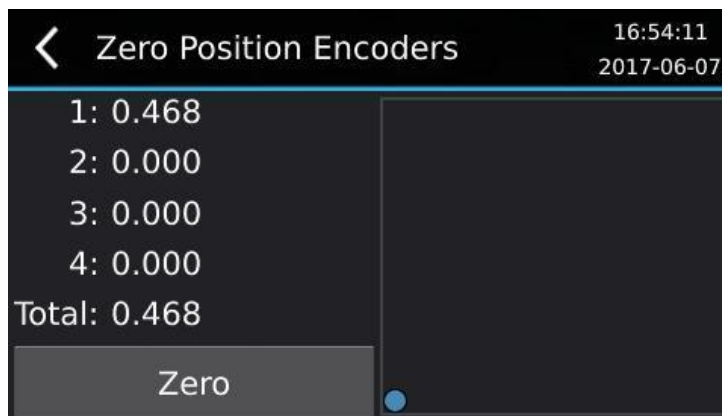 Zero Position Encoders
16:54:11
2017-06-07
1: 0.468
2: 0.000
3: 0.000
4: 0.000
Total: 0.468
Zero